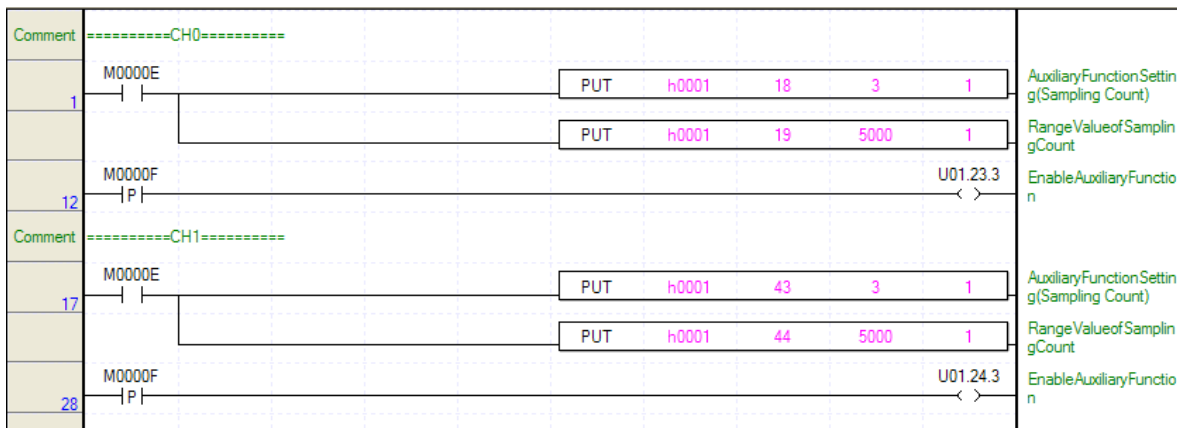 Comment ==========CH0==========
M0000E
1 PUT h0001 18 3 1 AuxiliaryFunctionSettin
g(Sampling Count)
PUT h0001 19 5000 1 RangeValueofSamplin
gCount
M0000F U01.23.3
12 P EnableAuxiliaryFunctio
n
Comment ==========CH1==========
M0000E
17 PUT h0001 43 3 1 AuxiliaryFunctionSettin
g(Sampling Count)
PUT h0001 44 5000 1 RangeValueofSamplin
gCount
M0000F U01.24.3
28 P EnableAuxiliaryFunctio
n